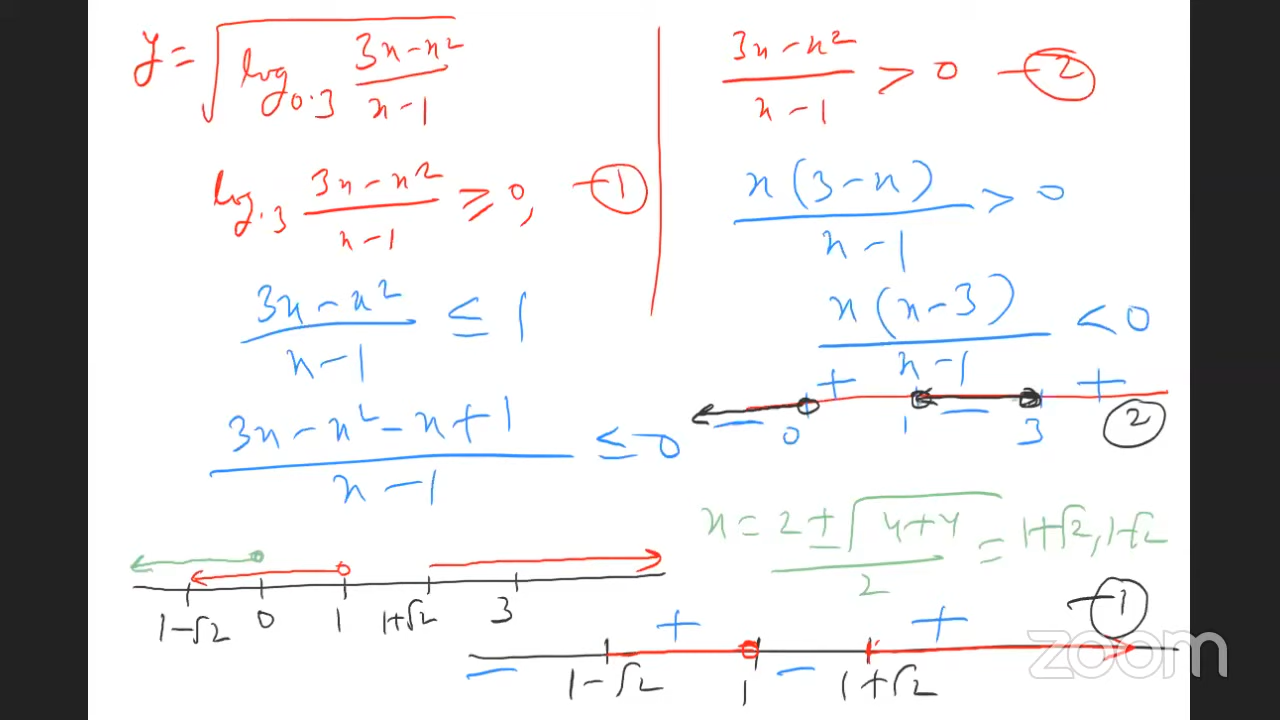 y = √(log₀.₃ (3x-x²)/(x-1))
log.₃ (3x-x²)/(x-1) ≥ 0, -①
(3x-x²)/(x-1) ≤ 1
(3x-x²-x+1)/(x-1) ≤ 0
1-√2 0 1 1+√2 3
(3x-x²)/(x-1) > 0 -②
x(3-x)/(x-1) > 0
x(x-3)/(x-1) < 0
+ +
- -
0 1 3 ②
x = (2±√(4+4))/2 = 1+√2, 1-√2
-①
+ +
- -
1-√2 1 1+√2
zoom